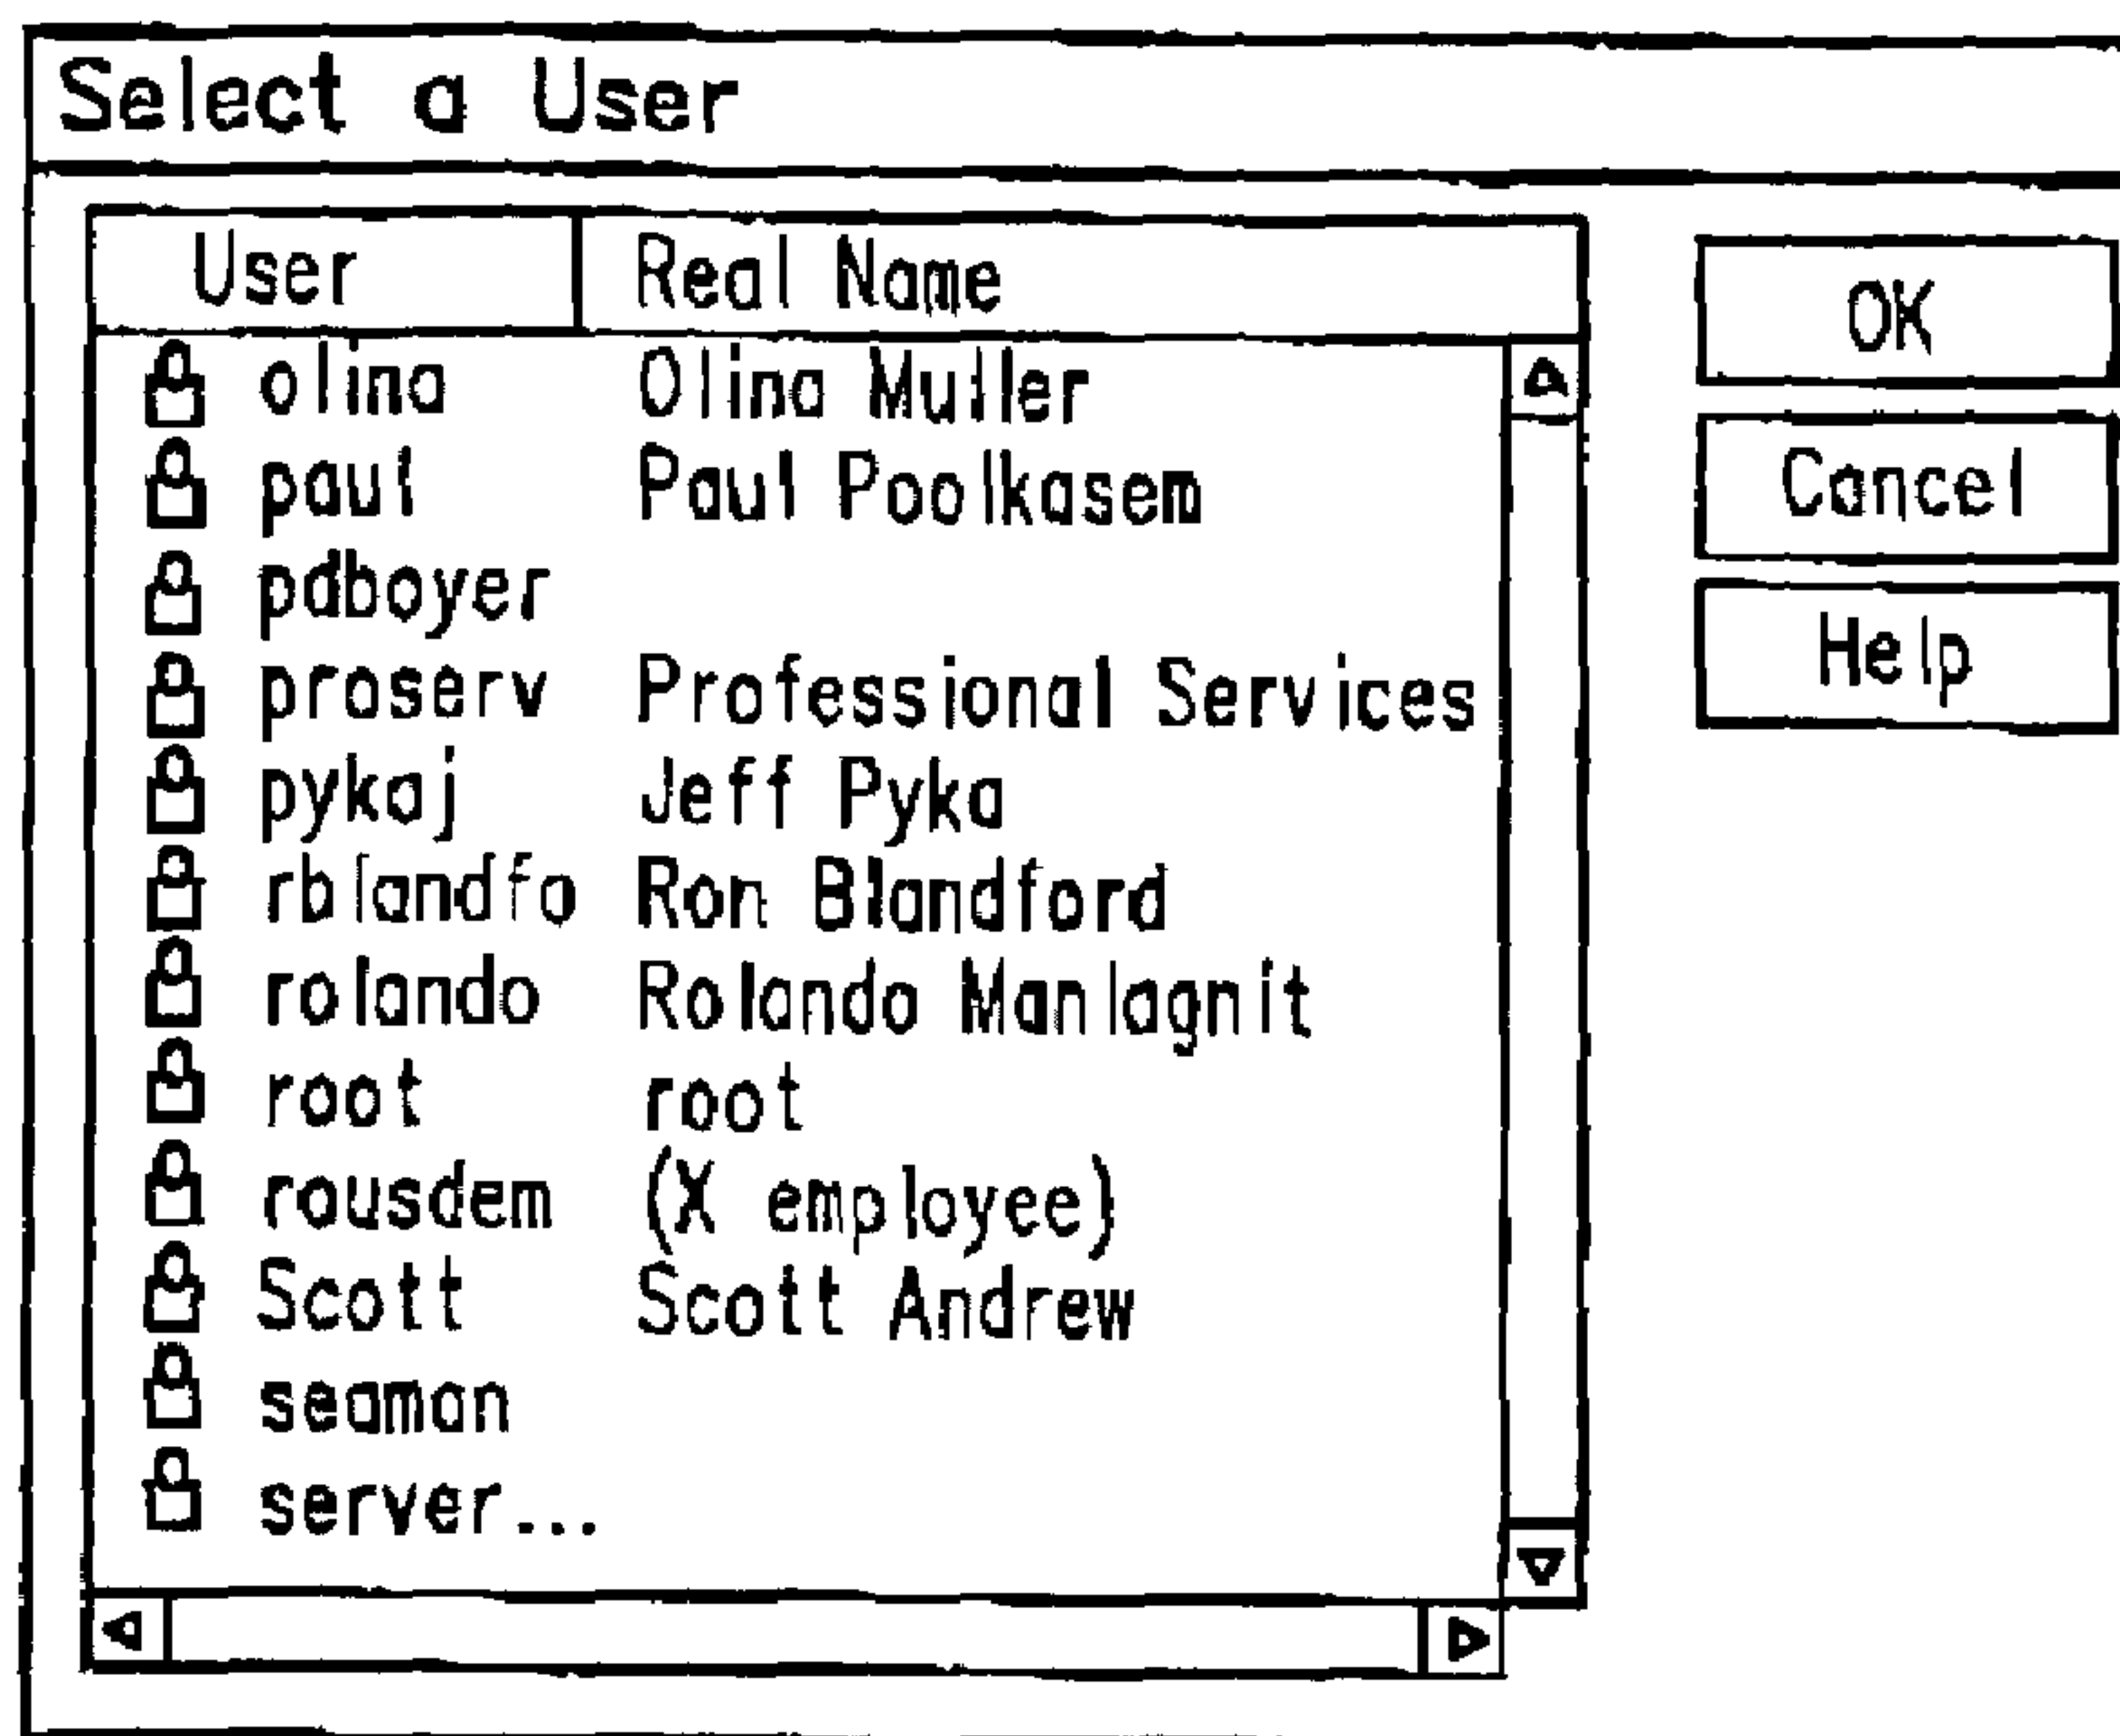 Select a User
User Real Name
olina Olina Muller
paul Paul Poolkasem
pdboyer
proserv Professional Services
pykaj Jeff Pyka
rblandfo Ron Blandford
rolando Rolando Manlagnit
root root
rousdem (X employee)
Scott Scott Andrew
seaman
server...
OK
Cancel
Help